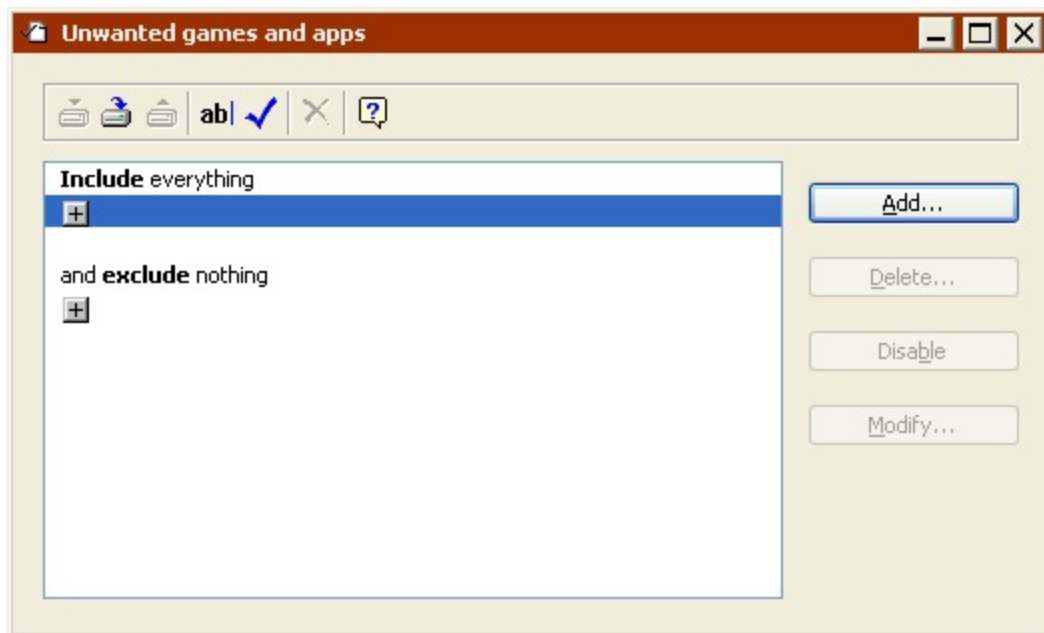 Unwanted games and apps
ab|
Include everything
Add...
and exclude nothing
Delete...
Disable
Modify...